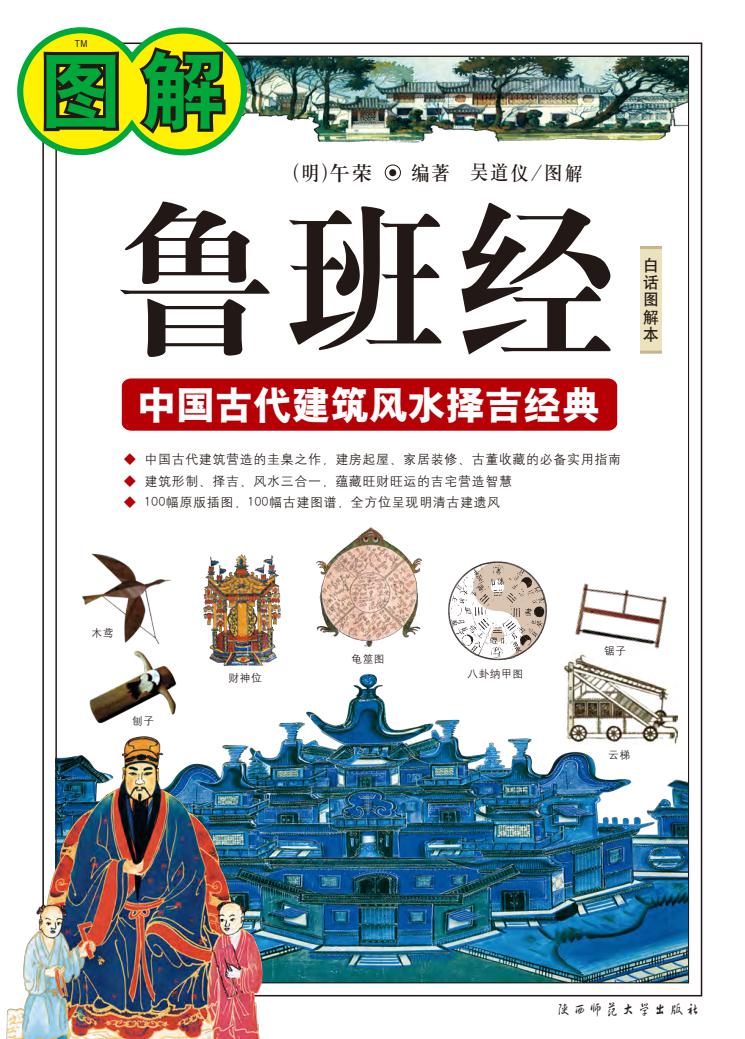 TM
图解
(明)午荣 ⊙ 编著 吴道仪/图解
鲁班经
白话图解本
中国古代建筑风水择吉经典
◆ 中国古代建筑营造的圭臬之作，建房起屋、家居装修、古董收藏的必备实用指南
◆ 建筑形制、择吉、风水三合一，蕴藏旺财旺运的吉宅营造智慧
◆ 100幅原版插图，100幅古建图谱，全方位呈现明清古建遗风
木鸢
财神位
龟筮图
八卦纳甲图
锯子
刨子
云梯
陕西师范大学出版社